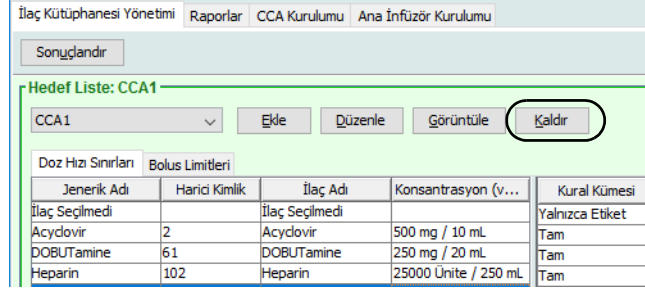 İlaç Kütüphanesi Yönetimi Raporlar CCA Kurulumu Ana İnfüzör Kurulumu
Sonuçlandır
Hedef Liste: CCA1
CCA1 Ekle Düzenle Görüntüle Kaldır
Doz Hızı Sınırları Bolus Limitleri
Jenerik Adı Harici Kimlik İlaç Adı Konsantrasyon (v... Kural Kümesi
İlaç Seçilmedi İlaç Seçilmedi Yalnızca Etiket
Acyclovir 2 Acyclovir 500 mg / 10 mL Tam
DOBUTamine 61 DOBUTamine 250 mg / 20 mL Tam
Heparin 102 Heparin 25000 Ünite / 250 mL Tam